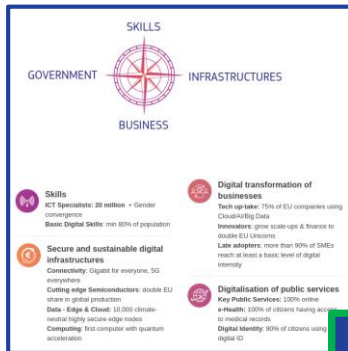 SKILLS
GOVERNMENT
INFRASTRUCTURES
BUSINESS
Skills
ICT Specialists: 20 million + Gender
convergence
Basic Digital Skills: min 80% of population
Secure and sustainable digital
infrastructures
Connectivity: Gigabit for everyone, 5G
everywhere
Cutting edge Semiconductors: double EU
share in global production
Data - Edge & Cloud: 10,000 climate-
neutral highly secure edge nodes
Computing: first computer with quantum
acceleration
Digital transformation of
businesses
Tech up-take: 75% of EU companies using
Cloud/AI/Big Data
Innovators: grow scale-ups & finance to
double EU Unicorns
Late adopters: more than 90% of SMEs
reach at least a basic level of digital
intensity
Digitalisation of public services
Key Public Services: 100% online
e-Health: 100% of citizens having access
to medical records
Digital Identity: 80% of citizens using
digital ID